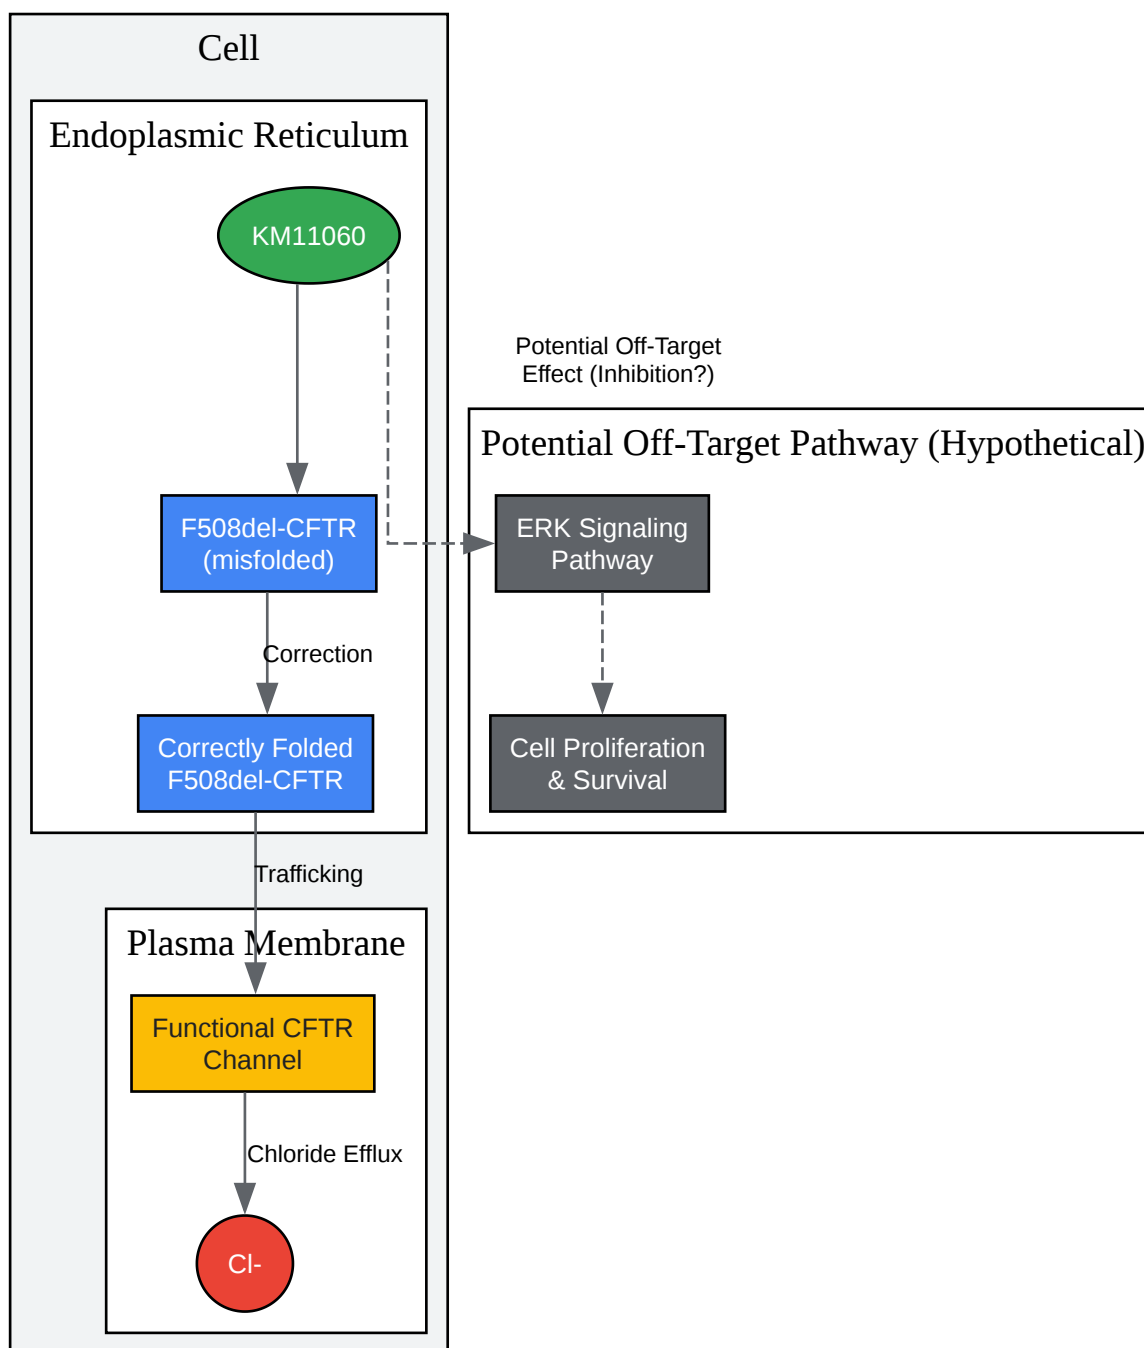 Cell
Endoplasmic Reticulum
KM11060
Potential Off-Target
Effect (Inhibition?)
Potential Off-Target Pathway (Hypothetical)
F508del-CFTR
(misfolded)
ERK Signaling
Pathway
Correction
Correctly Folded
F508del-CFTR
Cell Proliferation
& Survival
Trafficking
Plasma Membrane
Functional CFTR
Channel
Chloride Efflux
Cl-